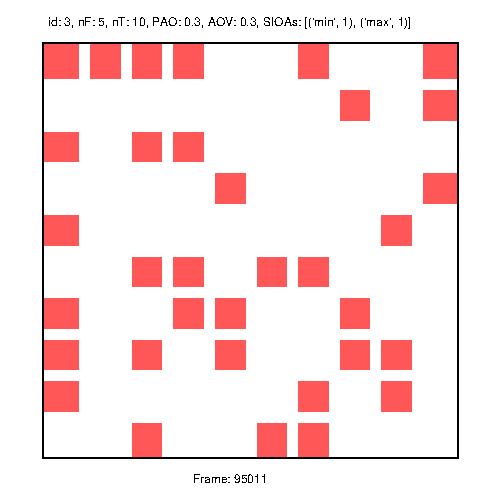 id: 3, nF: 5, nT: 10, PAO: 0.3, AOV: 0.3, SIOAs: [('min', 1), ('max', 1)]
Frame: 95011